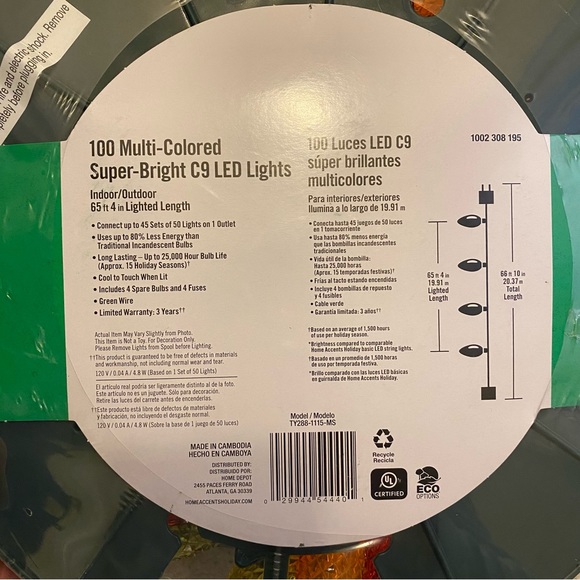 fire and electric shock. Remove
before plugging in.
100 Multi-Colored
Super-Bright C9 LED Lights
Indoor/Outdoor
65 ft 4 in Lighted Length
• Connect up to 45 Sets of 50 Lights on 1 Outlet
• Uses up to 80% Less Energy than
Traditional Incandescent Bulbs
• Long Lasting – Up to 25,000 Hour Bulb Life
(Approx. 15 Holiday Seasons)†
• Cool to Touch When Lit
• Includes 4 Spare Bulbs and 4 Fuses
• Green Wire
• Limited Warranty: 3 Years††
Actual Item May Vary Slightly from Photo.
This Item is Not a Toy. For Decoration Only.
Please Remove Lights from Spool before Lighting.
††This product is guaranteed to be free of defects in materials
and workmanship, not including normal wear and tear.
120 V / 0.04 A / 4.8 W (Based on 1 Set of 50 Lights)
El artículo real podría ser ligeramente distinto al de la foto.
Este artículo no es un juguete. Sólo para decoración.
Retire las luces del carrete antes de encenderlas.
††Este producto está libre de defectos de materiales
y fabricación, no incluyendo el desgaste normal.
120 V / 0.04 A / 4.8 W (Sobre la base de 1 juego de 50 luces)
MADE IN CAMBODIA
HECHO EN CAMBOYA
DISTRIBUTED BY:
DISTRIBUIDO POR:
HOME DEPOT
2455 PACES FERRY ROAD
ATLANTA, GA 30339
HOMEACCENTSHOLIDAY.COM
100 Luces LED C9
súper brillantes
multicolores
Para interiores/exteriores
Ilumina a lo largo de 19.91 m
• Conecta hasta 45 juegos de 50 luces
en 1 tomacorriente
• Usa hasta 80% menos energía
que las bombillas incandescentes
tradicionales
• Vida útil de la bombilla:
Hasta 25,000 horas
(Aprox. 15 temporadas festivas)†
• Frías al tacto estando encendidas
• Incluye 4 bombillas de repuesto
y 4 fusibles
• Cable verde
• Garantía limitada: 3 años††
†Based on an average of 1,500 hours
of use per holiday season.
*Brightness compared to comparable
Home Accents Holiday basic LED string lights.
†Basado en un promedio de 1,500 horas
de uso por temporada festiva.
*Brillo comparado con las luces LED básicas
en guirnalda de Home Accents Holiday.
Model / Modelo
TY288-1115-MS
0 29944 54440 1
1002 308 195
65 ft 4 in
19.91 m
Lighted
Length
66 ft 10 in
20.37 m
Total
Length
Recycle
Recicla
UL
CERTIFIED
ECO
OPTIONS